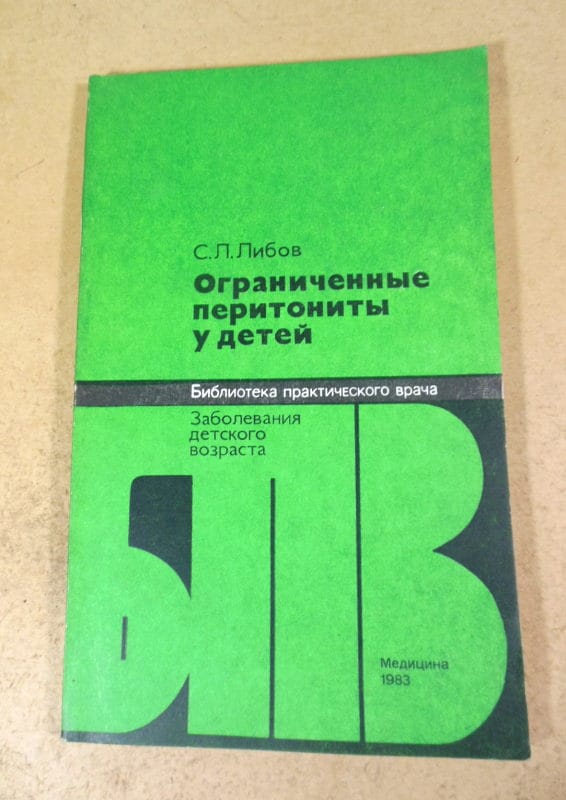 С.Л.Либов
Ограниченные
перитониты
у детей
Библиотека практического врача
Заболевания
детского
возраста
БПВ
Медицина
1983